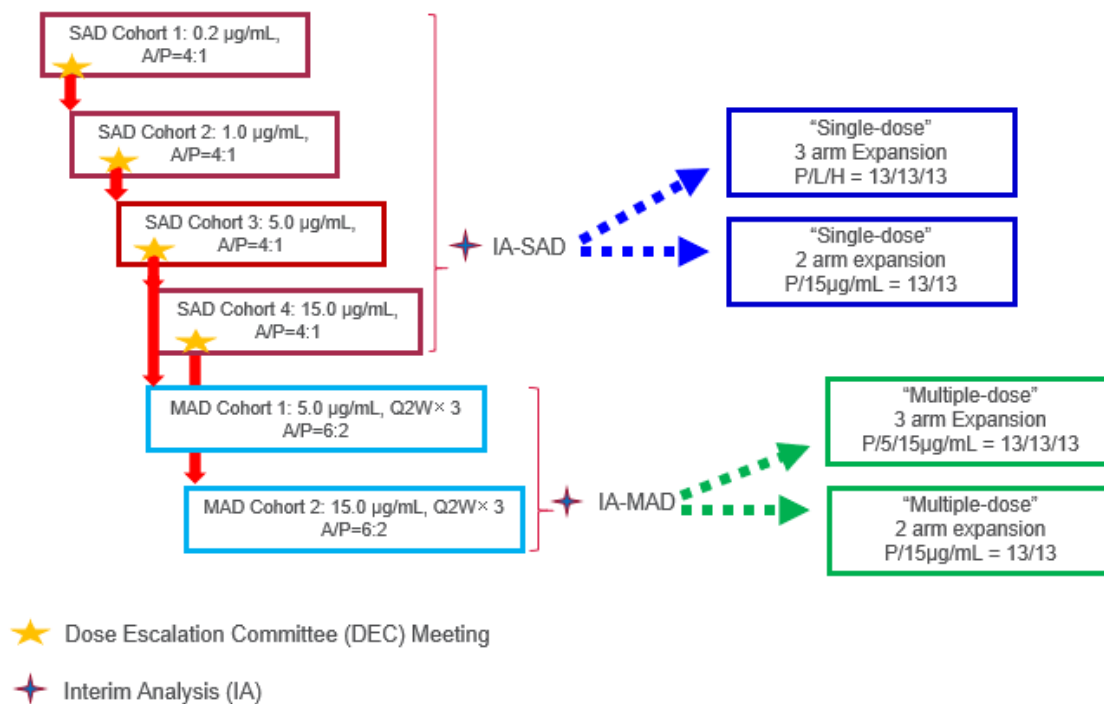 SAD Cohort 1: 0.2 µg/mL,
A/P=4:1
SAD Cohort 2: 1.0 µg/mL,
A/P=4:1
SAD Cohort 3: 5.0 µg/mL,
A/P=4:1
SAD Cohort 4: 15.0 µg/mL,
A/P=4:1
MAD Cohort 1: 5.0 µg/mL, Q2W× 3
A/P=6:2
MAD Cohort 2: 15.0 µg/mL, Q2W× 3
A/P=6:2
IA-SAD
“Single-dose”
3 arm Expansion
P/L/H = 13/13/13
“Single-dose”
2 arm expansion
P/15µg/mL = 13/13
IA-MAD
“Multiple-dose”
3 arm Expansion
P/5/15µg/mL = 13/13/13
“Multiple-dose”
2 arm expansion
P/15µg/mL = 13/13
Dose Escalation Committee (DEC) Meeting
Interim Analysis (IA)